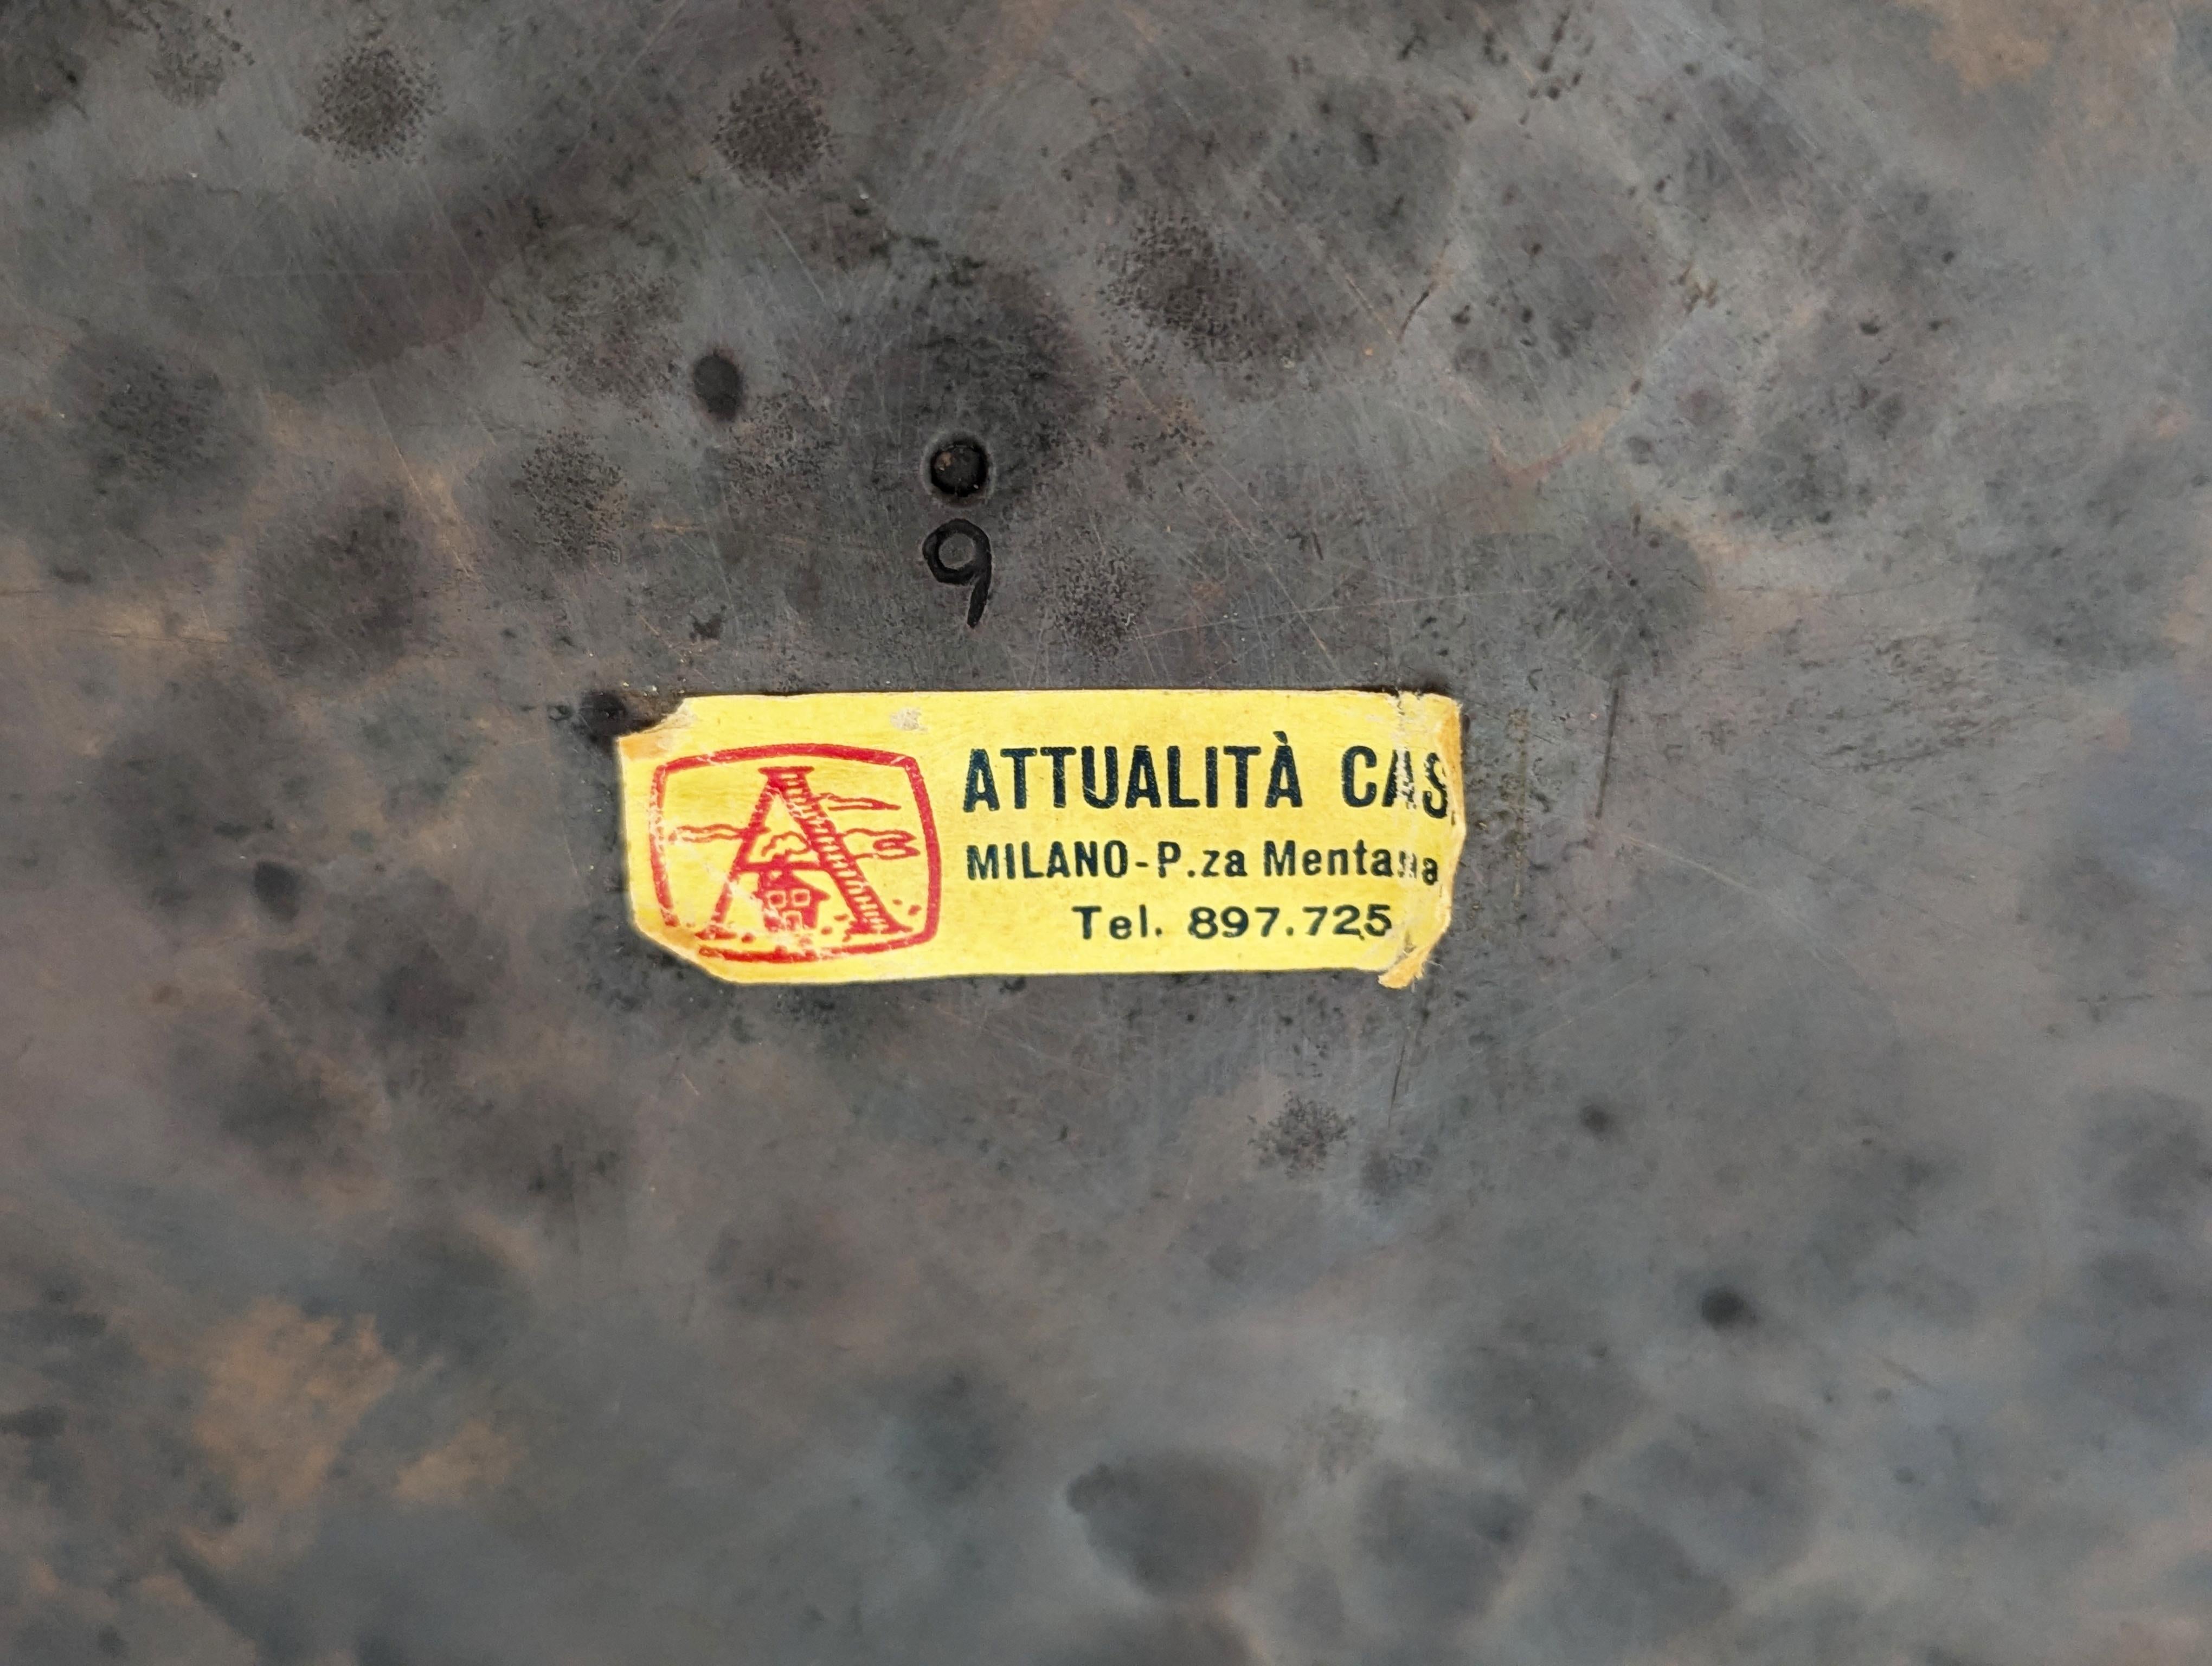 9
ATTUALITÀ CAS
MILANO-P.za Mentana
Tel. 897.725